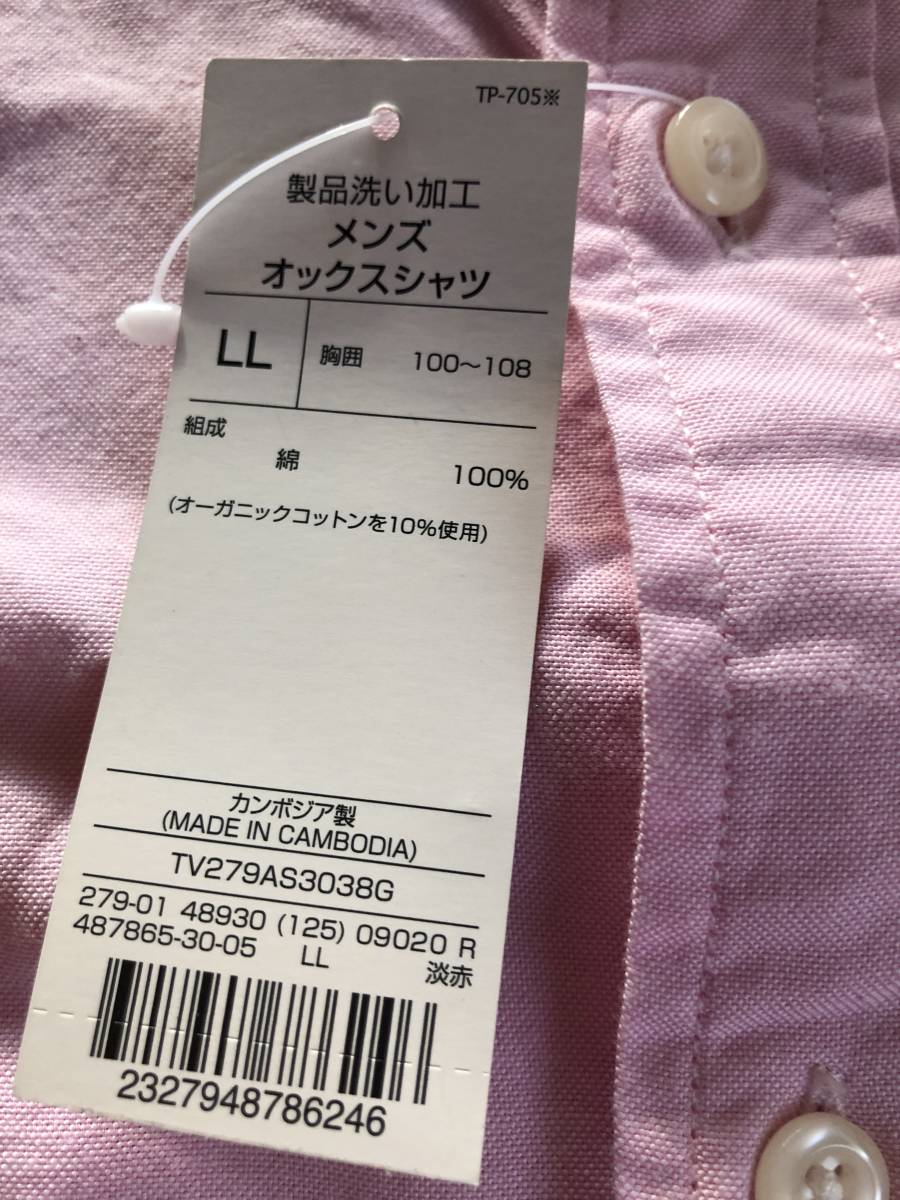 TP-705※
製品洗い加工
メンズ
オックスシャツ
LL 胸囲 100～108
組成
綿 100%
(オーガニックコットンを10%使用)
カンボジア製
(MADE IN CAMBODIA)
TV279AS3038G
279-01 48930 (125) 09020 R
487865-30-05 LL 淡赤
2327948786246